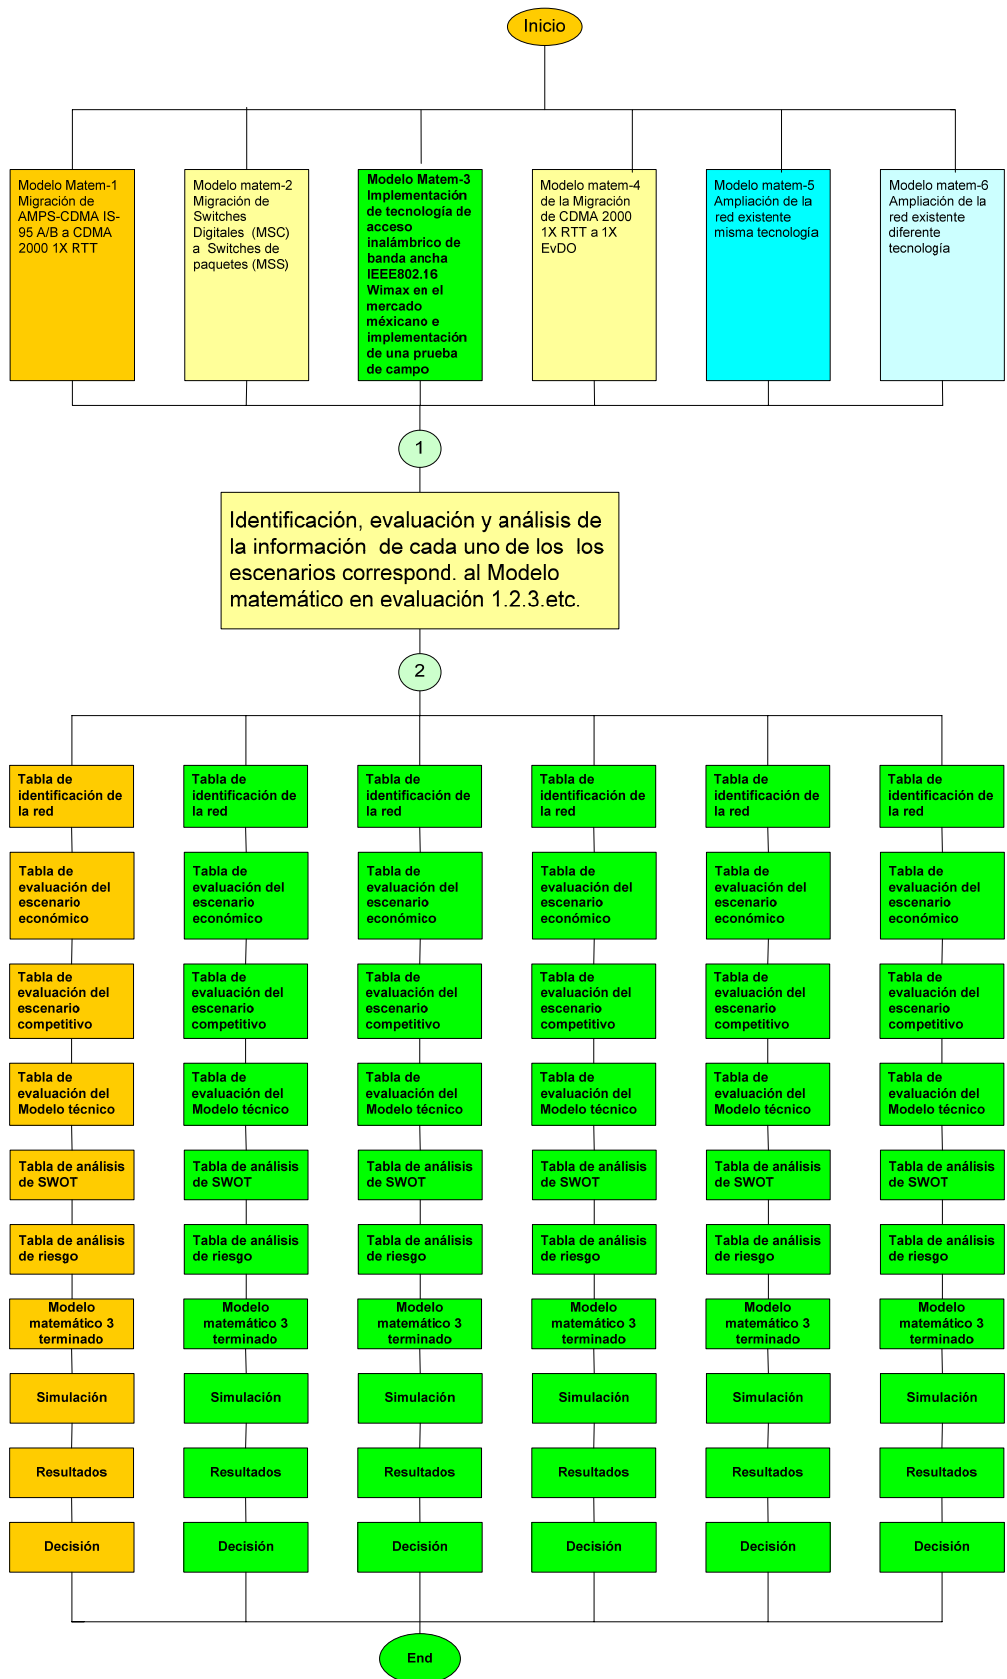 Inicio
Modelo Matem-1
Migración de
AMPS-CDMA IS-
95 A/B a CDMA
2000 1X RTT
Modelo matem-2
Migración de
Switches
Digitales (MSC)
a Switches de
paquetes (MSS)
Modelo Matem-3
Implementación
de tecnología de
acceso
inalámbrico de
banda ancha
IEEE802.16
Wimax en el
mercado
méxicano e
implementación
de una prueba
de campo
Modelo matem-4
de la Migración
de CDMA 2000
1X RTT a 1X
EvDO
Modelo matem-5
Ampliación de la
red existente
misma tecnología
Modelo matem-6
Ampliación de la
red existente
diferente
tecnología
1
Identificación, evaluación y análisis de
la información de cada uno de los los
escenarios correspond. al Modelo
matemático en evaluación 1.2.3.etc.
2
Tabla de
identificación de
la red
Tabla de
identificación de
la red
Tabla de
identificación de
la red
Tabla de
identificación de
la red
Tabla de
identificación de
la red
Tabla de
identificación de
la red
Tabla de
evaluación del
escenario
económico
Tabla de
evaluación del
escenario
económico
Tabla de
evaluación del
escenario
económico
Tabla de
evaluación del
escenario
económico
Tabla de
evaluación del
escenario
económico
Tabla de
evaluación del
escenario
económico
Tabla de
evaluación del
escenario
competitivo
Tabla de
evaluación del
escenario
competitivo
Tabla de
evaluación del
escenario
competitivo
Tabla de
evaluación del
escenario
competitivo
Tabla de
evaluación del
escenario
competitivo
Tabla de
evaluación del
escenario
competitivo
Tabla de
evaluación del
Modelo técnico
Tabla de
evaluación del
Modelo técnico
Tabla de
evaluación del
Modelo técnico
Tabla de
evaluación del
Modelo técnico
Tabla de
evaluación del
Modelo técnico
Tabla de
evaluación del
Modelo técnico
Tabla de análisis
de SWOT
Tabla de análisis
de SWOT
Tabla de análisis
de SWOT
Tabla de análisis
de SWOT
Tabla de análisis
de SWOT
Tabla de análisis
de SWOT
Tabla de análisis
de riesgo
Tabla de análisis
de riesgo
Tabla de análisis
de riesgo
Tabla de análisis
de riesgo
Tabla de análisis
de riesgo
Tabla de análisis
de riesgo
Modelo
matemático 3
terminado
Modelo
matemático 3
terminado
Modelo
matemático 3
terminado
Modelo
matemático 3
terminado
Modelo
matemático 3
terminado
Modelo
matemático 3
terminado
Simulación
Simulación
Simulación
Simulación
Simulación
Simulación
Resultados
Resultados
Resultados
Resultados
Resultados
Resultados
Decisión
Decisión
Decisión
Decisión
Decisión
Decisión
End